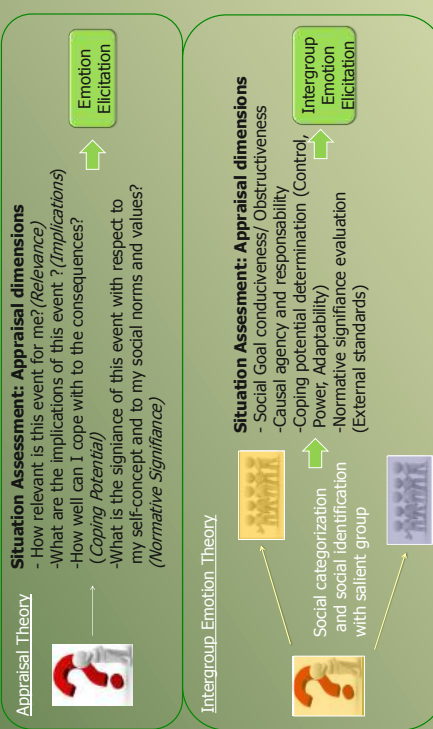 Appraisal Theory
Situation Assessment: Appraisal dimensions
- How relevant is this event for me? (Relevance)
-What are the implications of this event ? (Implications)
-How well can I cope with to the consequences?
(Coping Potential)
-What is the signiance of this event with respect to
my self-concept and to my social norms and values?
(Normative Signifiance)
Emotion
Elicitation
Intergroup Emotion Theory
Social categorization
and social identification
with salient group
Situation Assesment: Appraisal dimensions
- Social Goal conduciveness/ Obstructiveness
-Causal agency and responsability
-Coping potential determination (Control,
Power, Adaptability)
-Normative signifiance evaluation
(External standards)
Intergroup
Emotion
Elicitation